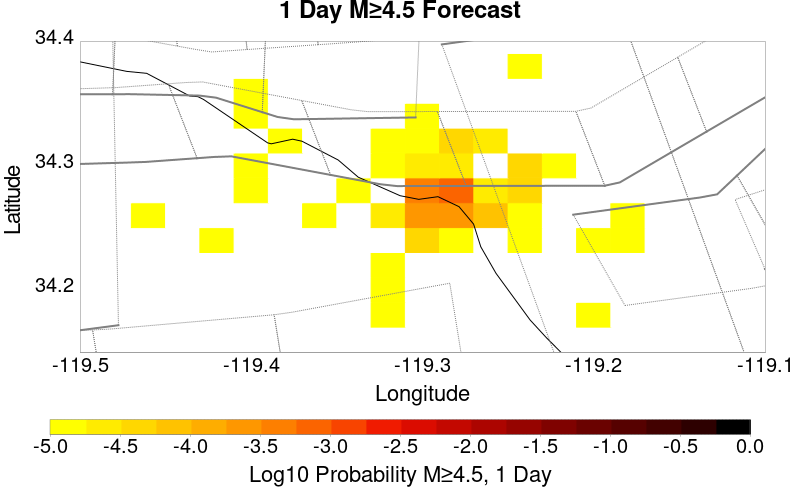 1 Day M≥4.5 Forecast
34.4
34.3
34.2
Latitude
-119.5 -119.4 -119.3 -119.2 -119.1
Longitude
-5.0 -4.5 -4.0 -3.5 -3.0 -2.5 -2.0 -1.5 -1.0 -0.5 0.0
Log10 Probability M≥4.5, 1 Day